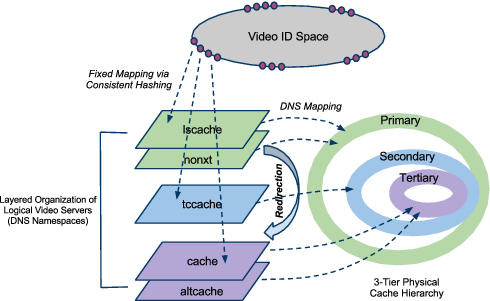 Video ID Space
Fixed Mapping via
Consistent Hashing
DNS Mapping
lscache
nonxt
Primary
Secondary
Tertiary
Redirection
Layered Organization of
Logical Video Servers
(DNS Namespaces)
tccache
cache
altcache
3-Tier Physical
Cache Hierarchy